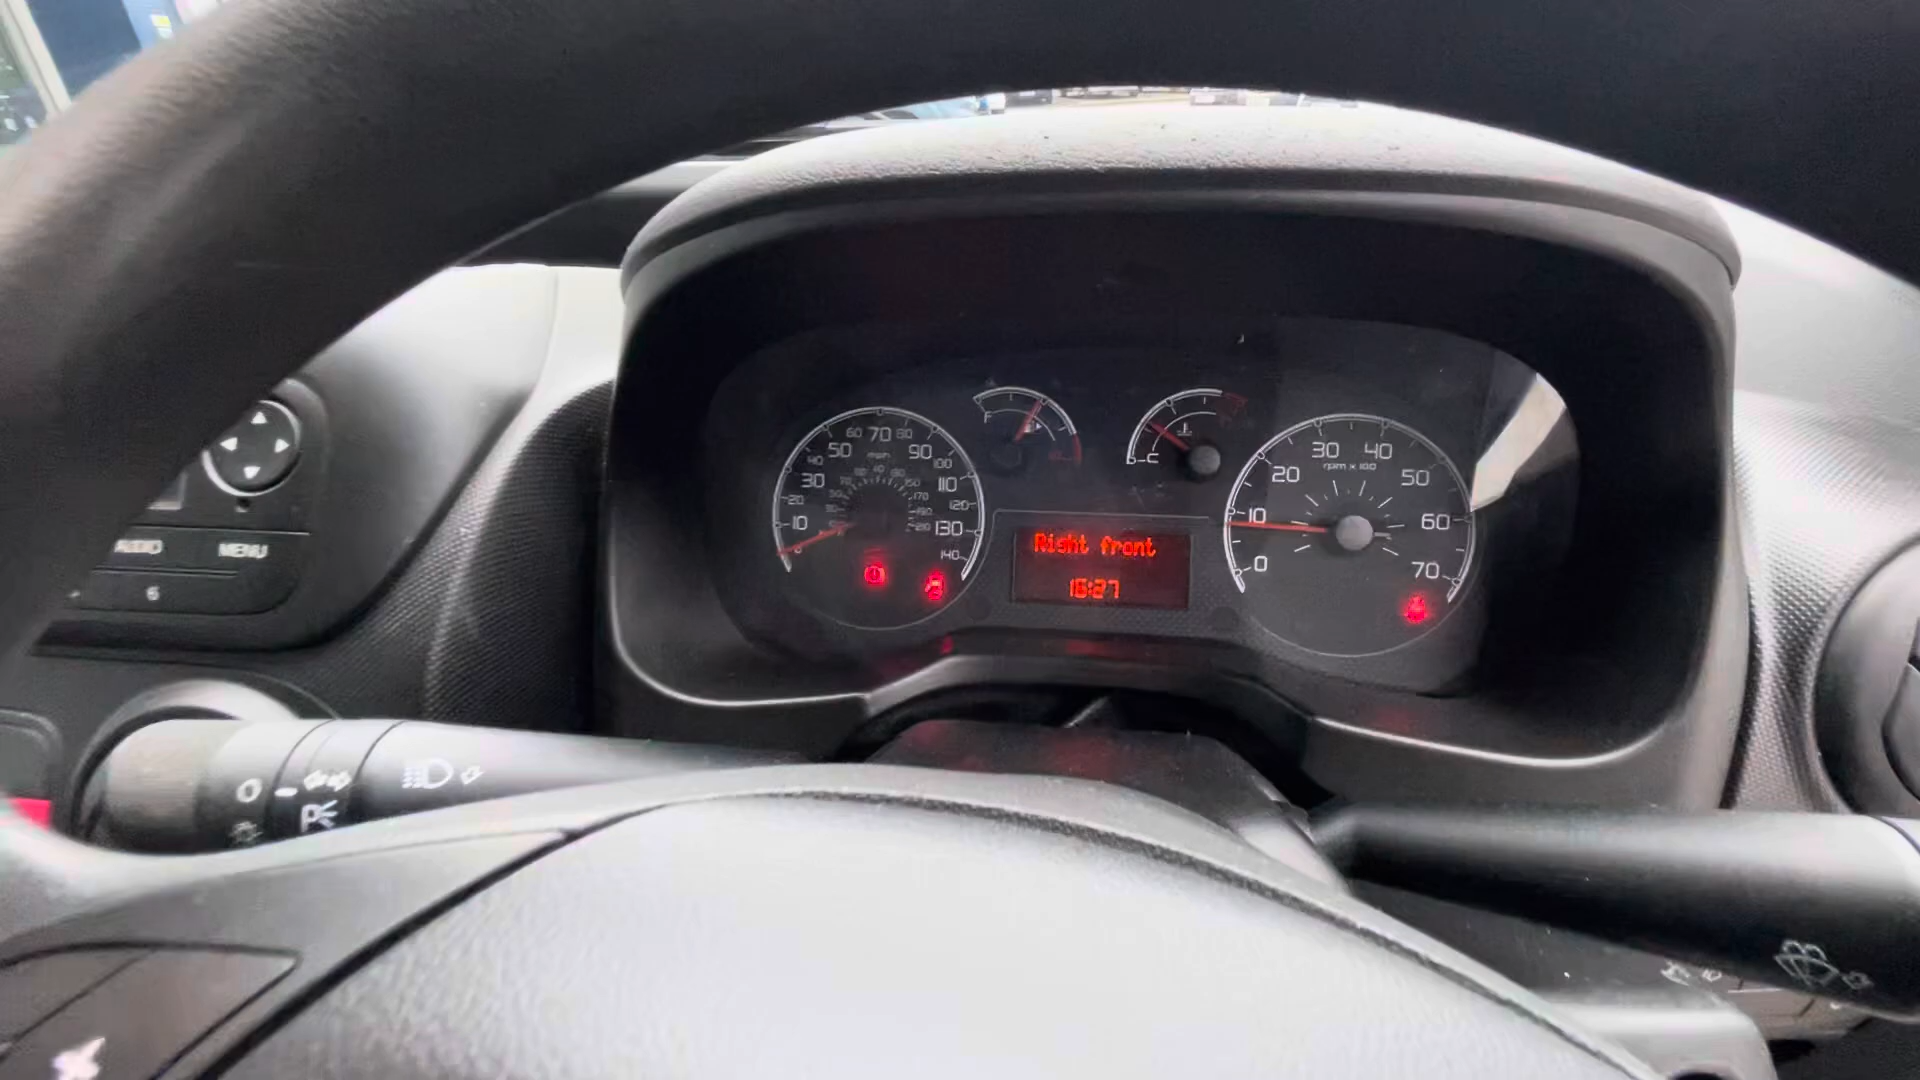 60 70 80
50 90
40 mph 100
30 110
20 120
10 130
140
F
C
30 40
rpm x 100
20 50
10 60
0 70
Right front
16:27
AUDIO MENU
6